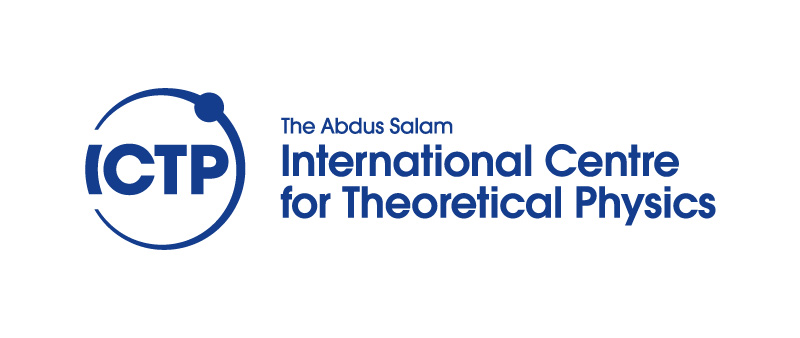 ICTP
The Abdus Salam
International Centre
for Theoretical Physics